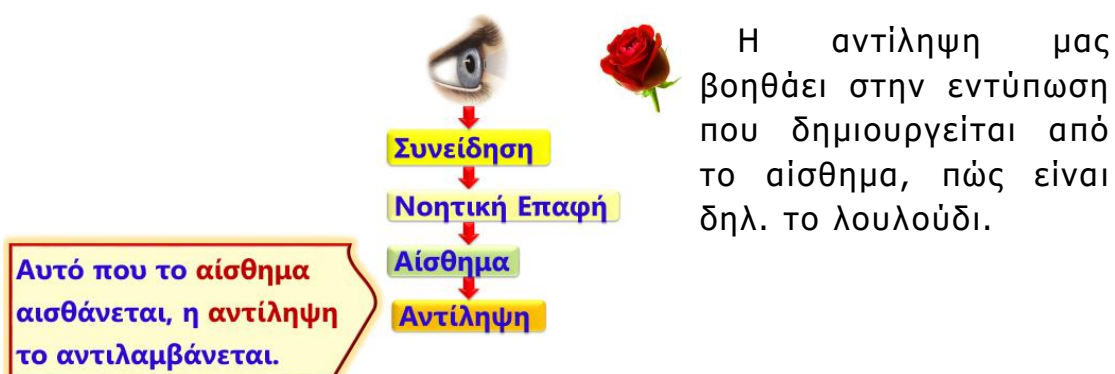 Η αντίληψη μας
βοηθάει στην εντύπωση
που δημιουργείται από
το αίσθημα, πώς είναι
δηλ. το λουλούδι.
Συνείδηση
Νοητική Επαφή
Αίσθημα
Αντίληψη
Αυτό που το αίσθημα
αισθάνεται, η αντίληψη
το αντιλαμβάνεται.